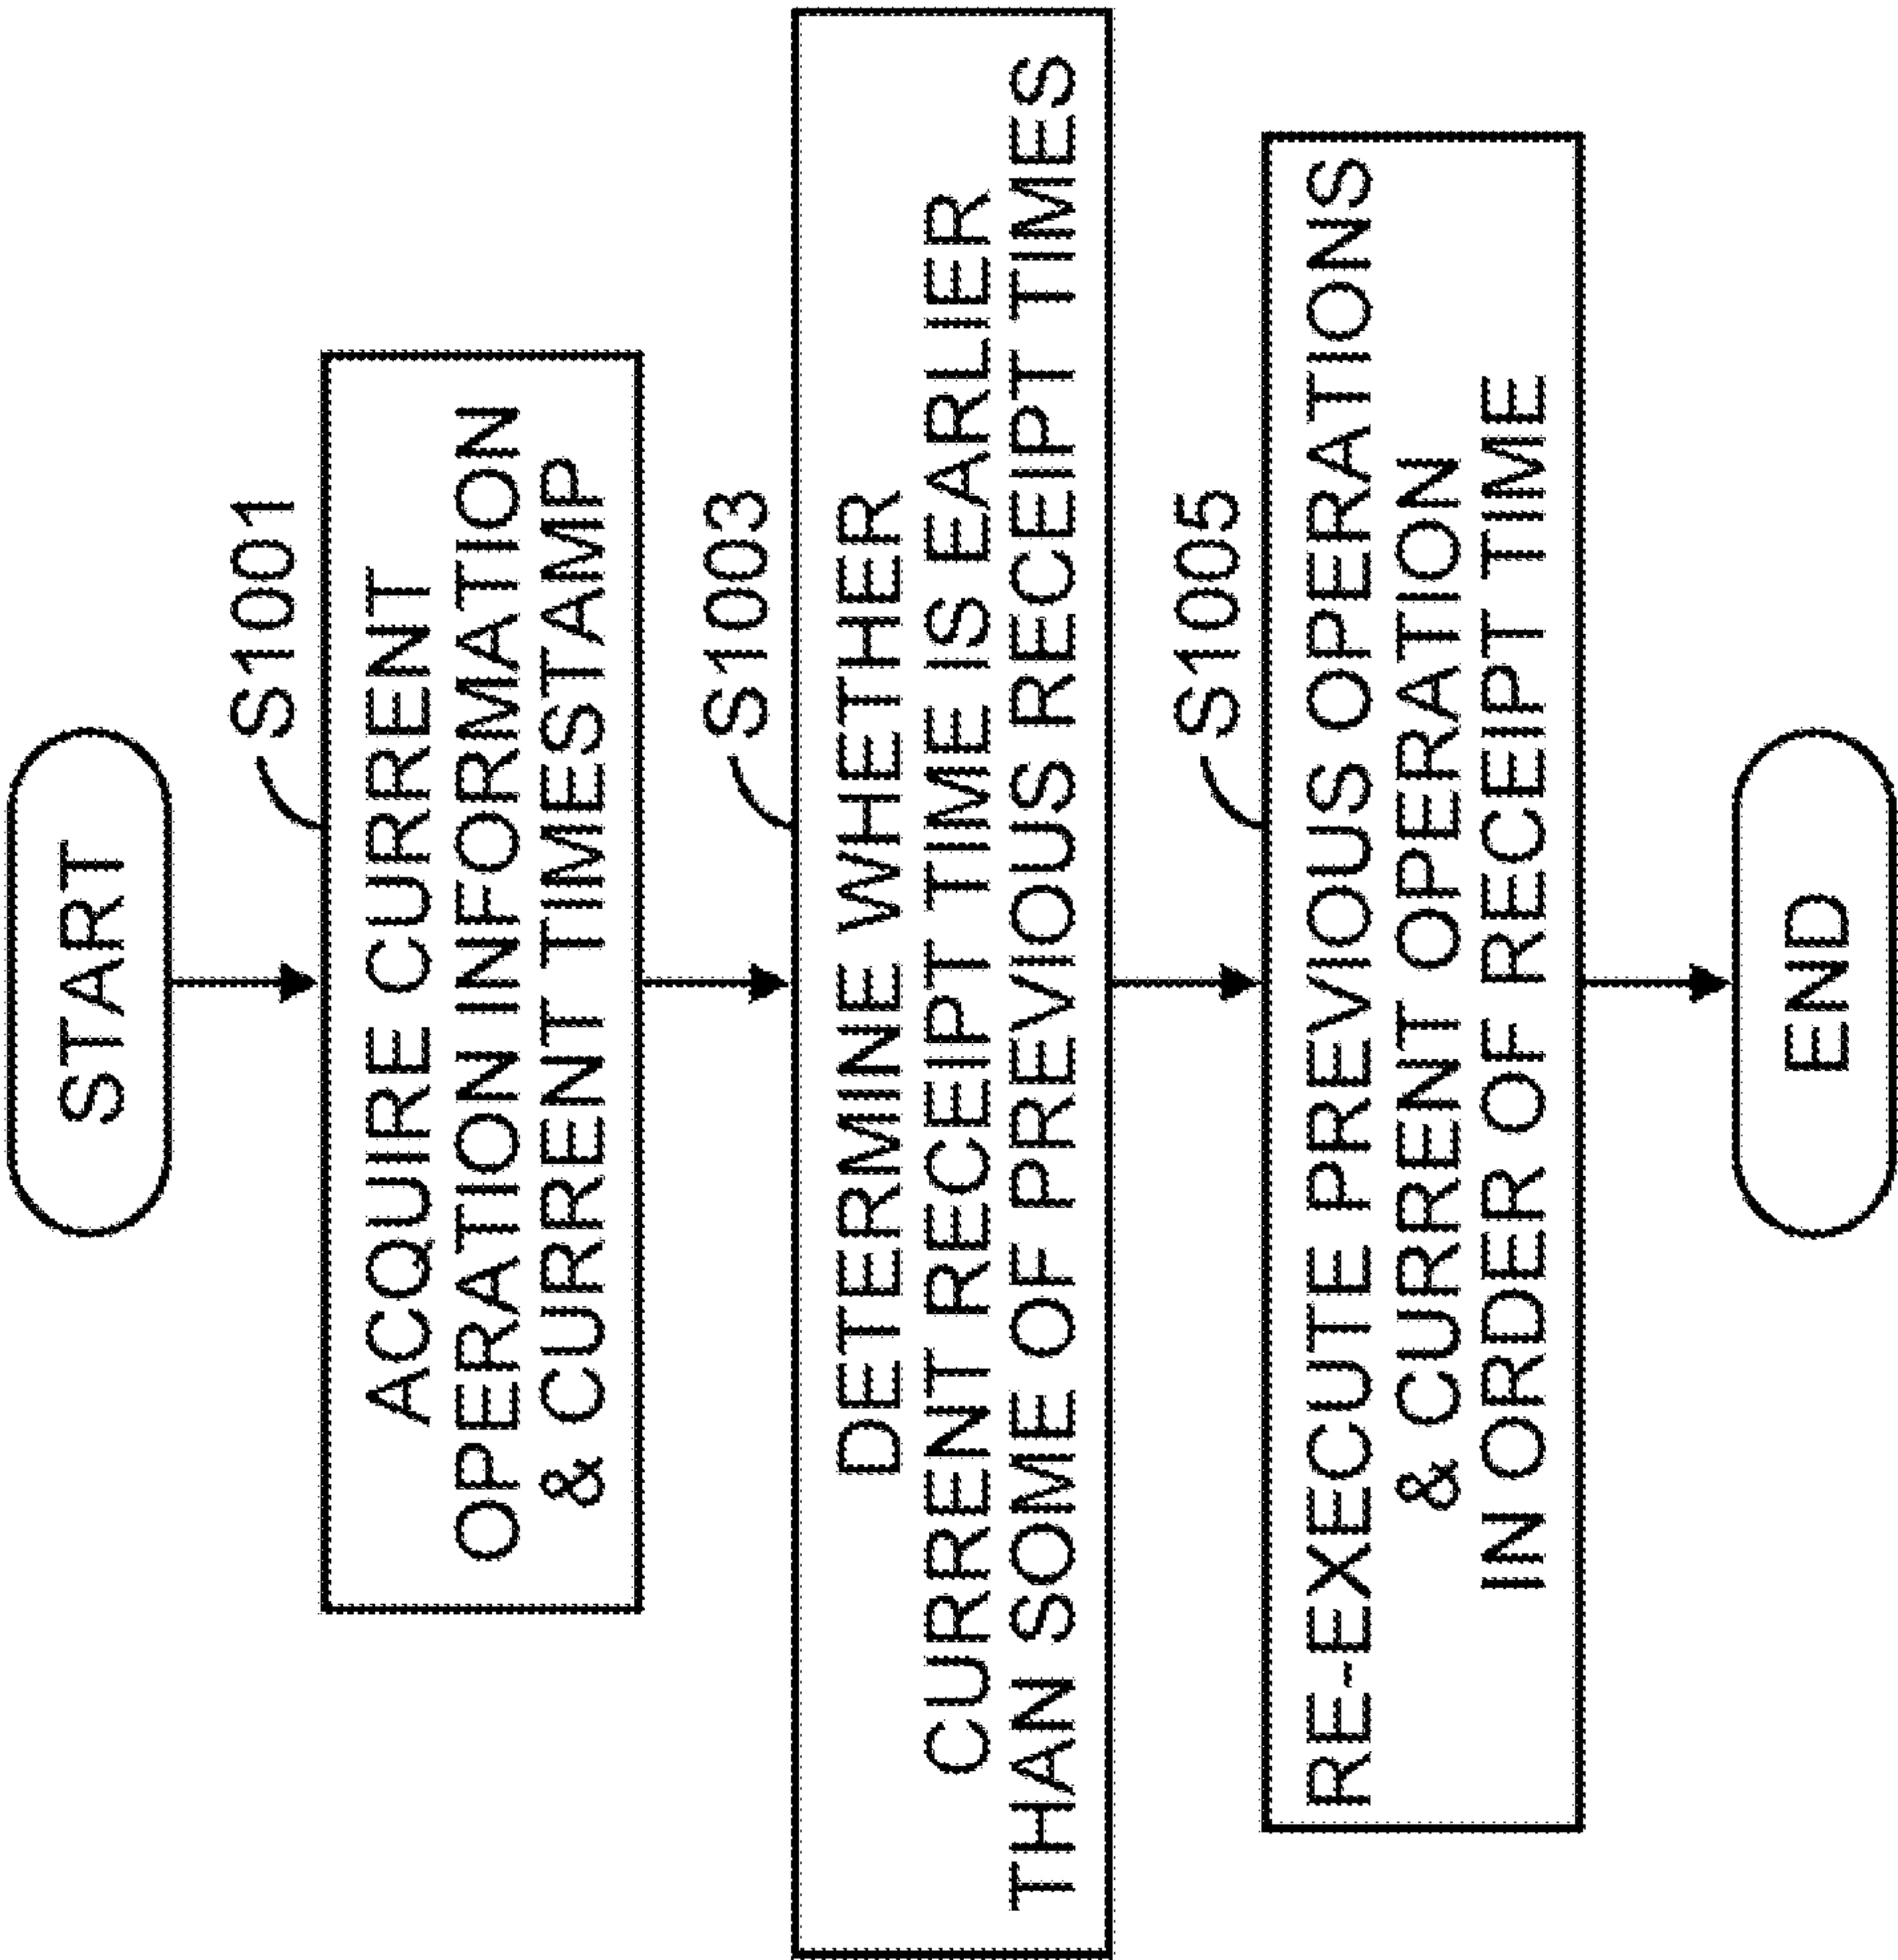 START
S1001
ACQUIRE CURRENT
OPERATION INFORMATION
& CURRENT TIMESTAMP
S1003
DETERMINE WHETHER
CURRENT RECEIPT TIME IS EARLIER
THAN SOME OF PREVIOUS RECEIPT TIMES
S1005
RE-EXECUTE PREVIOUS OPERATIONS
& CURRENT OPERATION
IN ORDER OF RECEIPT TIME
END